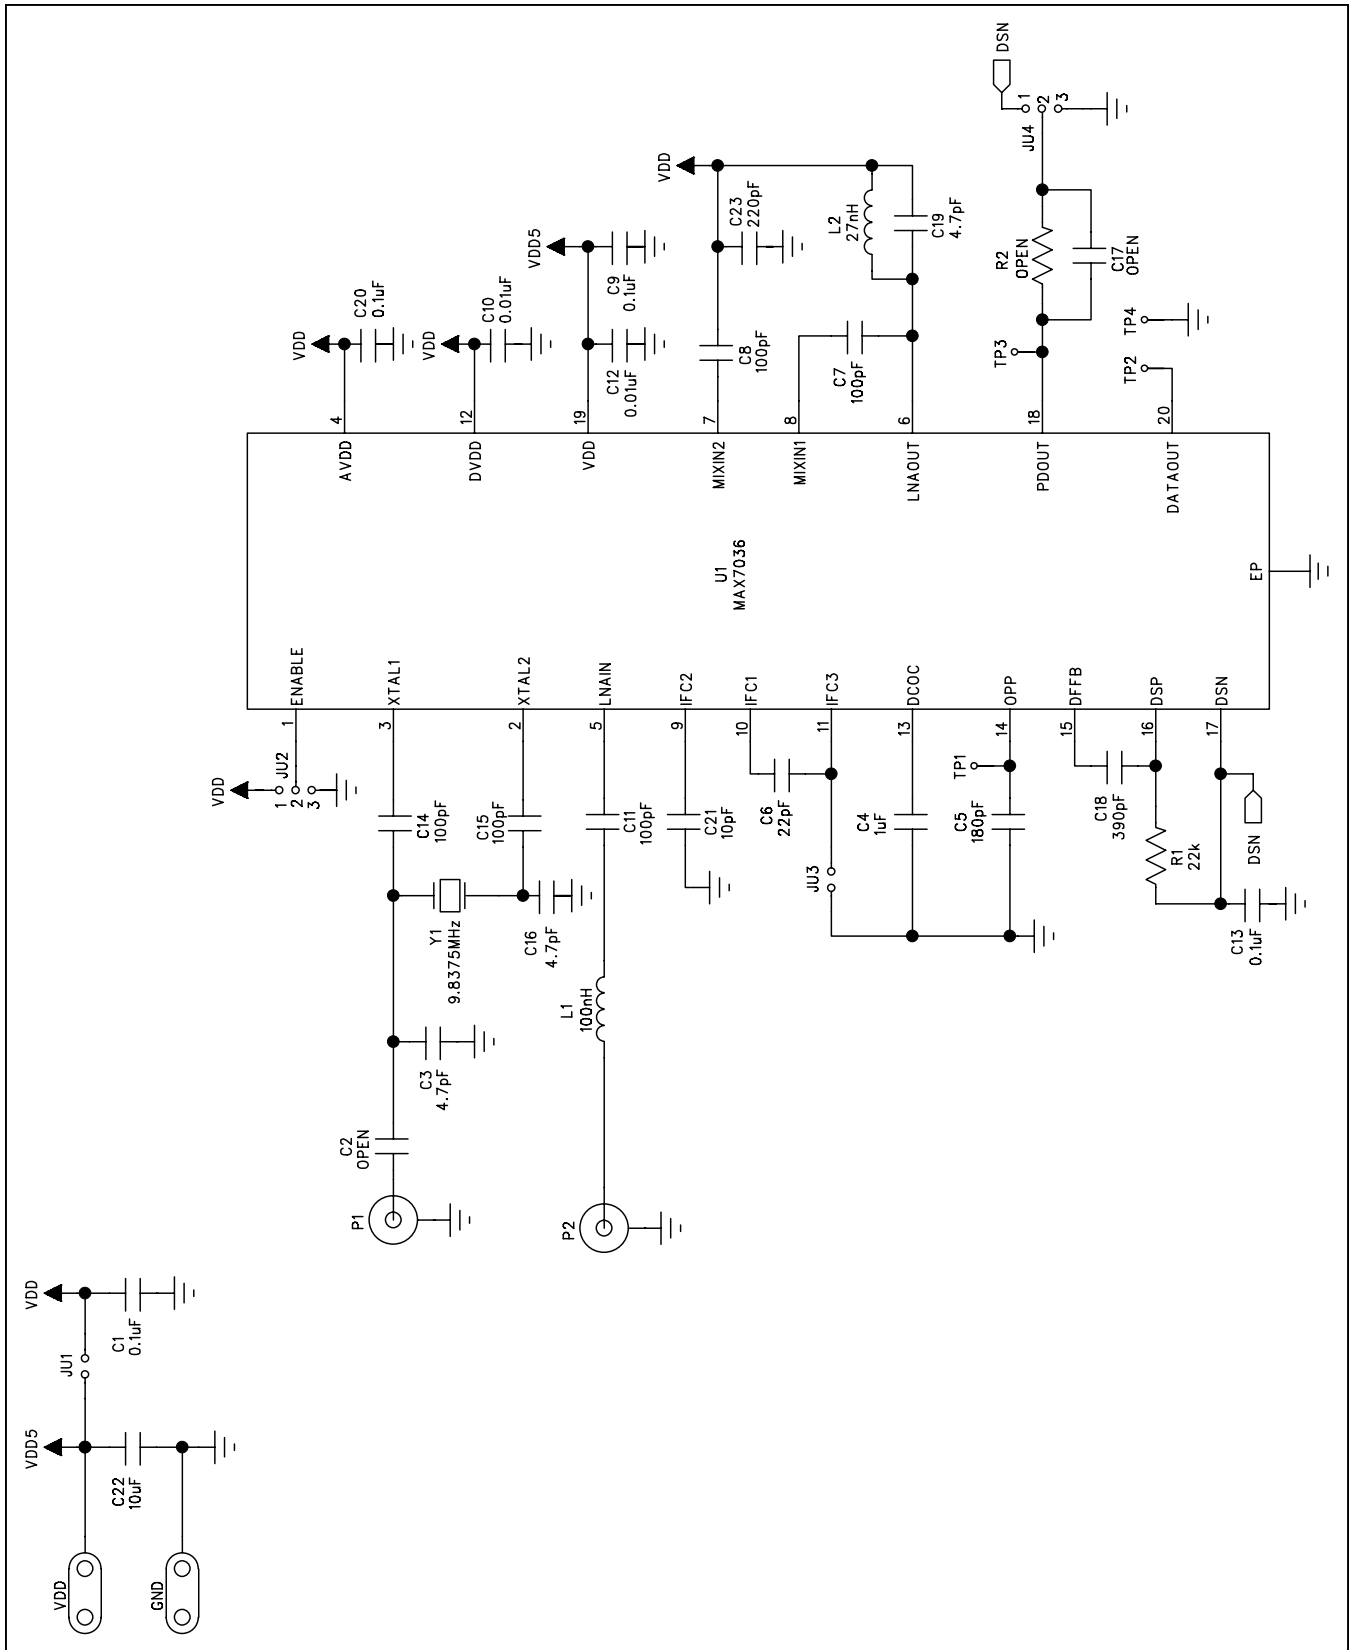 VDD
GND
VDD5
C22
10uF
JU1
VDD
C1
0.1uF
P1
C2
OPEN
C3
4.7pF
Y1
9.8375MHz
C14
100pF
C15
100pF
C16
4.7pF
P2
L1
100nH
C11
100pF
C21
10pF
C6
22pF
JU3
C4
1uF
TP1
C5
180pF
C18
390pF
R1
22k
C13
0.1uF
DSN
VDD
JU2
1
2
3
1
ENABLE
3
XTAL1
2
XTAL2
5
LNAIN
9
IFC2
10
IFC1
11
IFC3
13
DCOC
14
OPP
15
DFFB
16
DSP
17
DSN
U1
MAX7036
EP
AVDD
4
DVDD
12
VDD
19
MIXIN2
7
MIXIN1
8
LNAOUT
6
PDOUT
18
DATAOUT
20
VDD
C20
0.1uF
VDD
C10
0.01uF
VDD5
C12
0.01uF
C9
0.1uF
C8
100pF
VDD
C23
220pF
C7
100pF
L2
27nH
C19
4.7pF
TP3
R2
OPEN
C17
OPEN
TP2
TP4
JU4
1
2
3
DSN